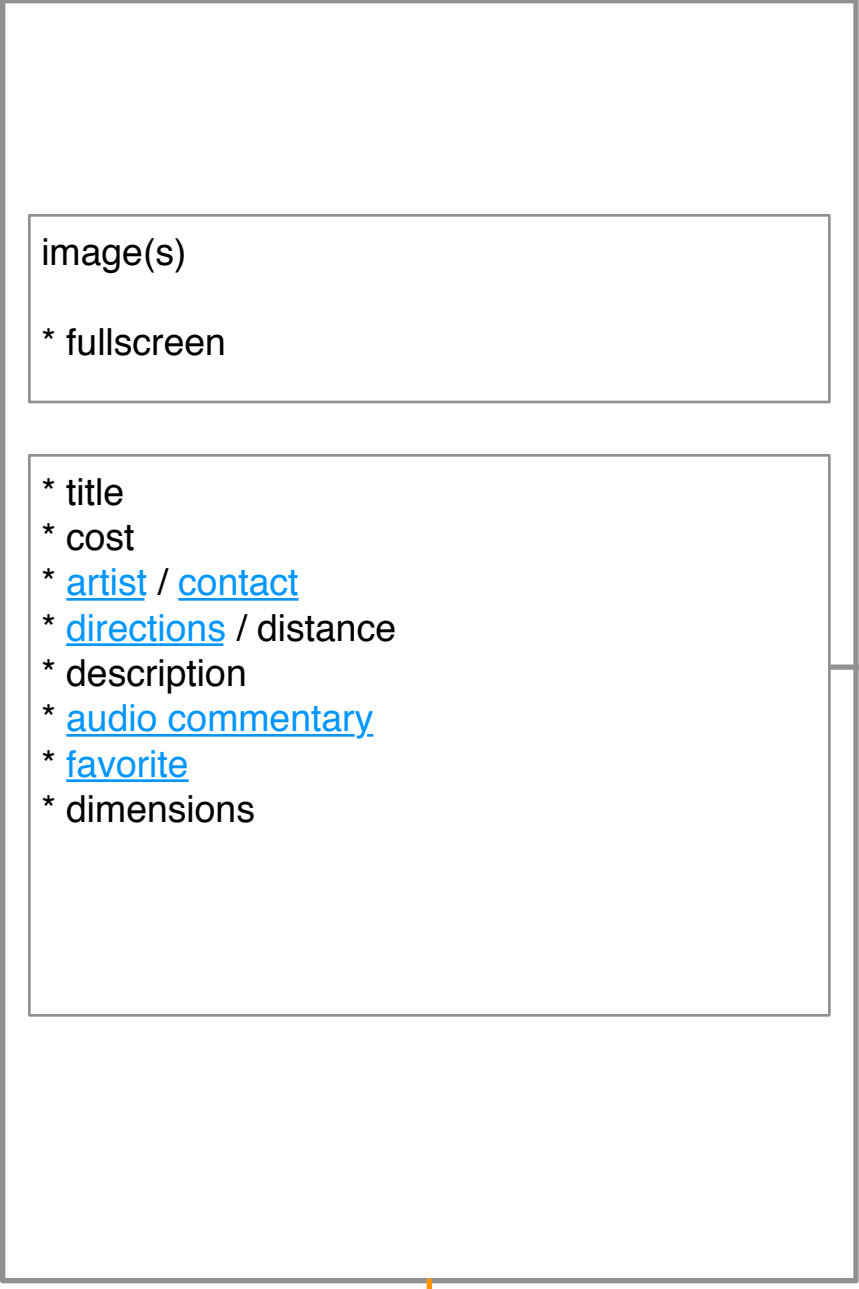 image(s)
* fullscreen
* title
* cost
* artist / contact
* directions / distance
* description
* audio commentary
* favorite
* dimensions